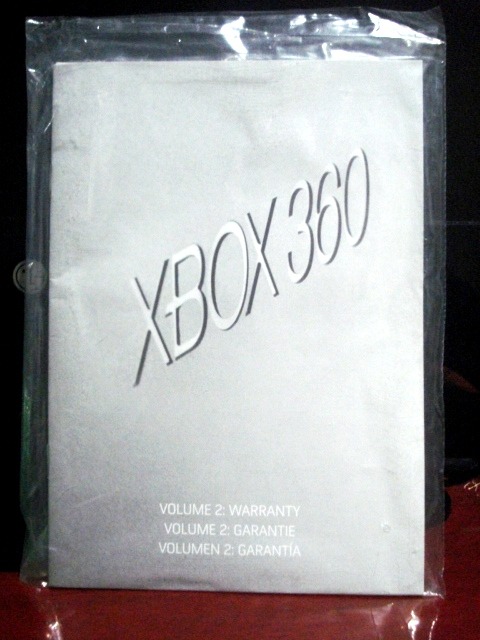 XBOX 360
VOLUME 2: WARRANTY
VOLUME 2: GARANTIE
VOLUMEN 2: GARANTÍA